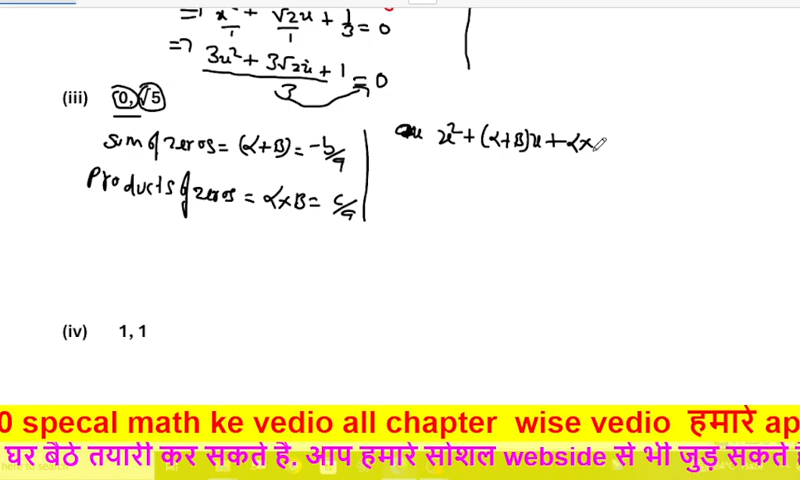 => x² + √2x + 1/3 = 0
=> 3x² + 3√2x + 1 = 0
3
(iii) 0, √5
Sum of zeros = (α+β) = -b/a
Products of zeros = α×β = c/a
x² + (α+β)x + αx
(iv) 1, 1
0 specal math ke vedio all chapter wise vedio हमारे ap
घर बैठे तयारी कर सकते है. आप हमारे सोशल webside से भी जुड़ सकते है